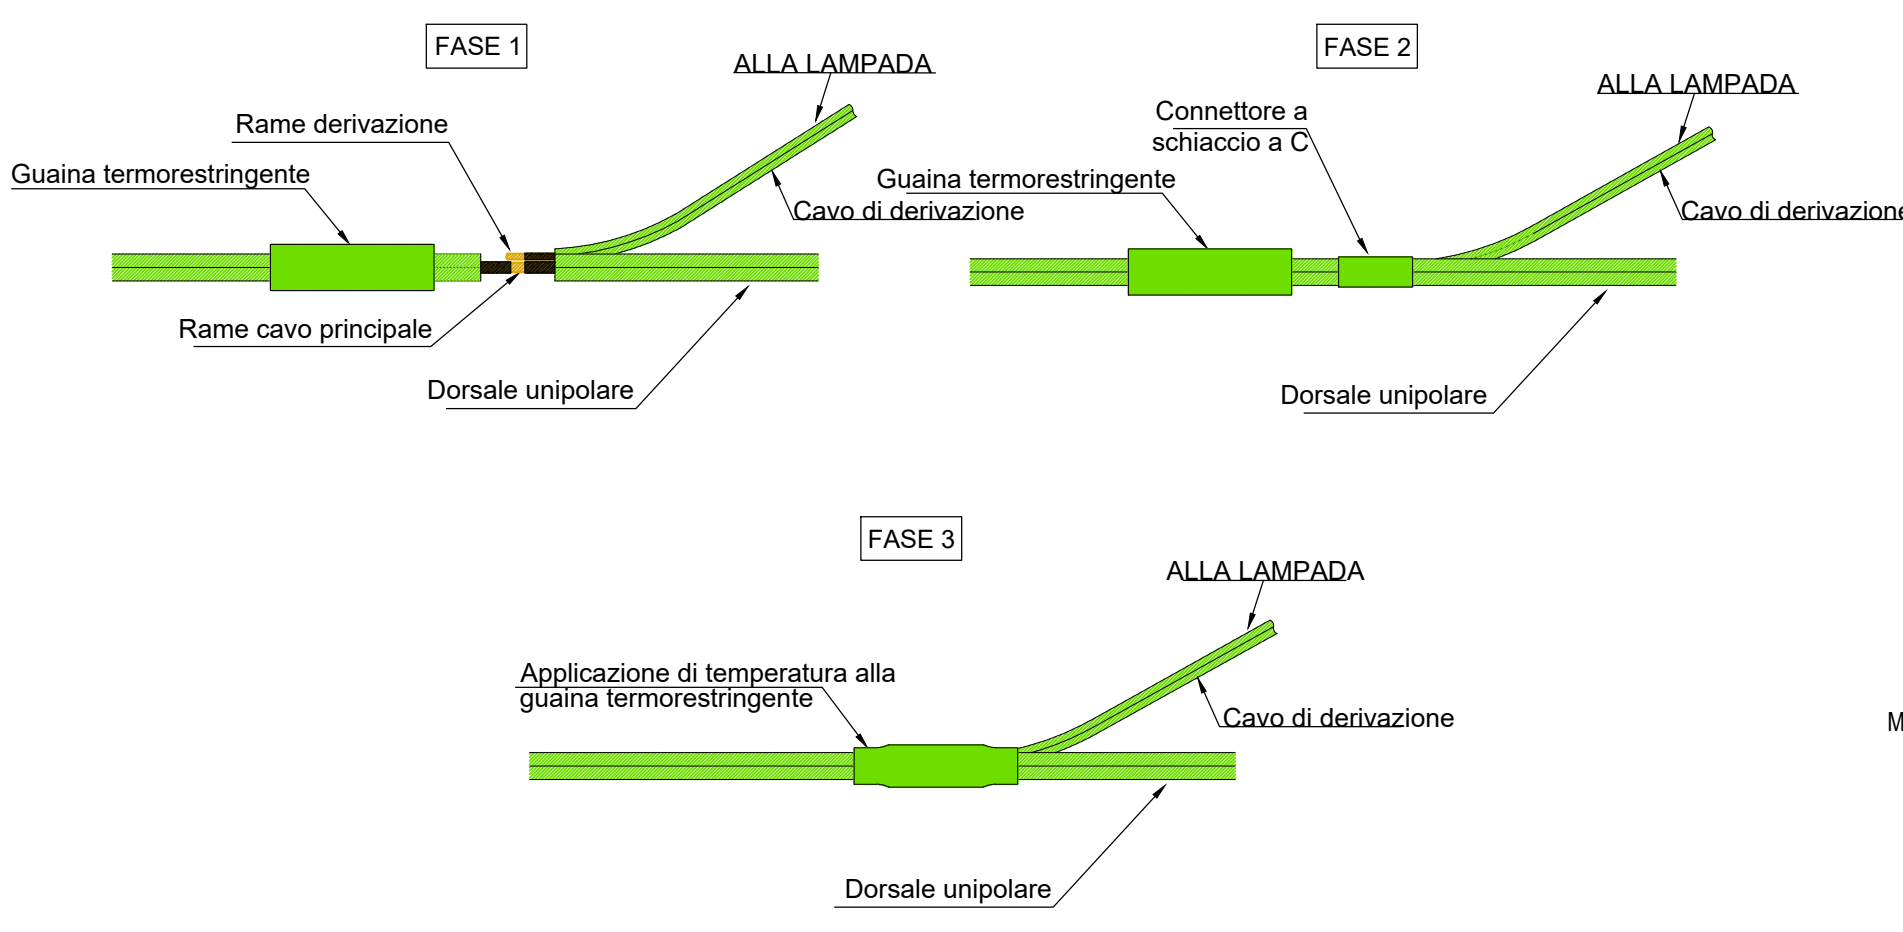 FASE 1
ALLA LAMPADA
Rame derivazione
Guaina termorestringente
Cavo di derivazione
Rame cavo principale
Dorsale unipolare
FASE 2
ALLA LAMPADA
Connettore a
schiaccio a C
Guaina termorestringente
Cavo di derivazione
Dorsale unipolare
FASE 3
ALLA LAMPADA
Applicazione di temperatura alla
guaina termorestringente
Cavo di derivazione
Dorsale unipolare
M